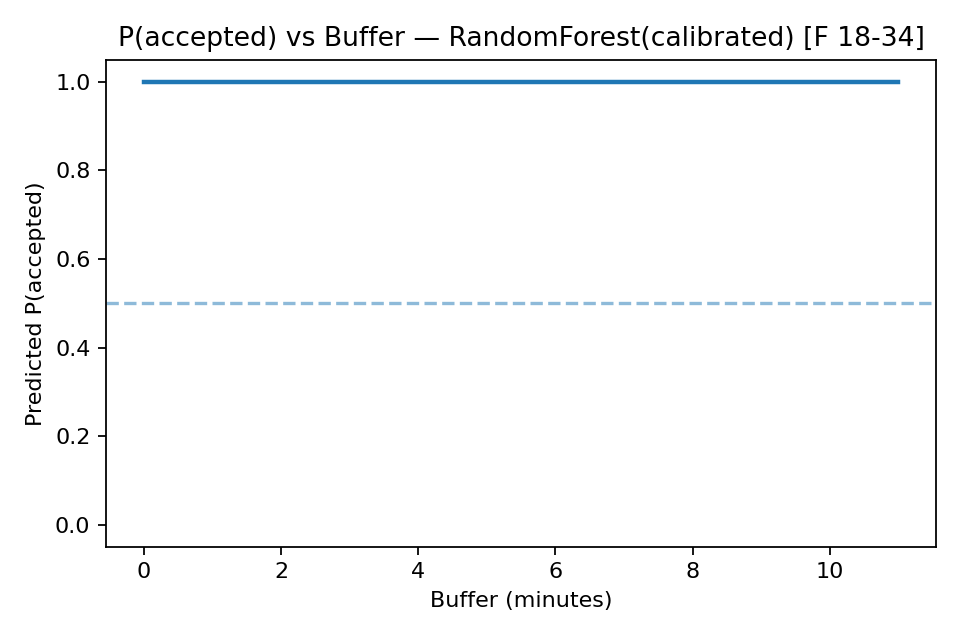 P(accepted) vs Buffer — RandomForest(calibrated) [F 18-34]
Predicted P(accepted)
1.0
0.8
0.6
0.4
0.2
0.0
0 2 4 6 8 10
Buffer (minutes)